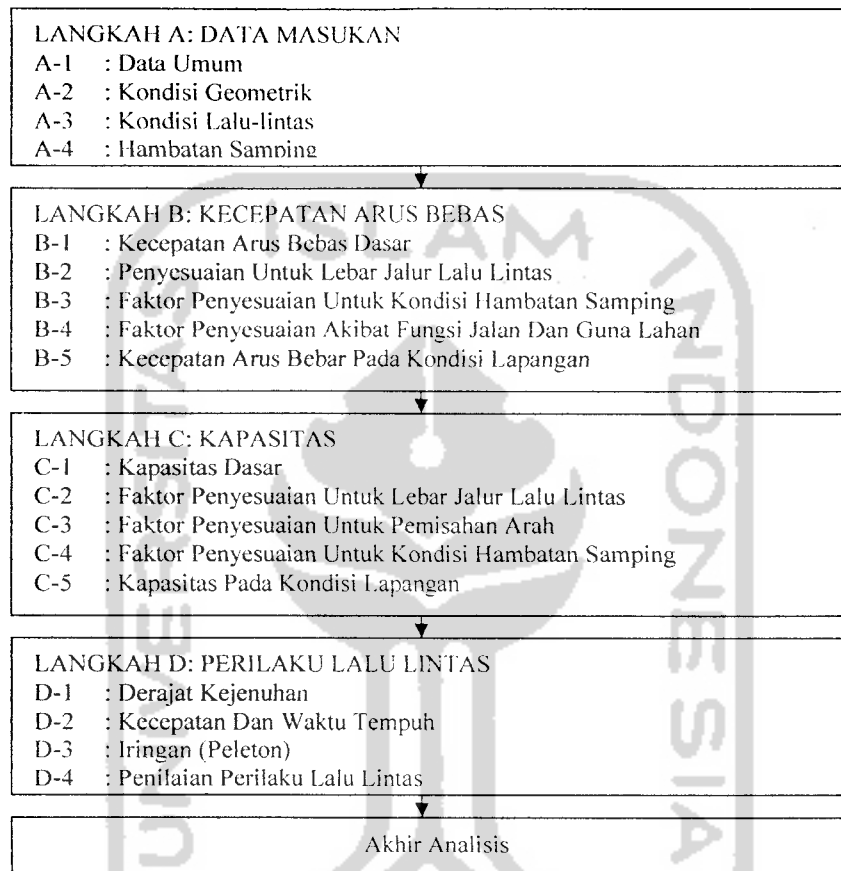 LANGKAH A: DATA MASUKAN
A-1 : Data Umum
A-2 : Kondisi Geometrik
A-3 : Kondisi Lalu-lintas
A-4 : Hambatan Samping
LANGKAH B: KECEPATAN ARUS BEBAS
B-1 : Kecepatan Arus Bebas Dasar
B-2 : Penyesuaian Untuk Lebar Jalur Lalu Lintas
B-3 : Faktor Penyesuaian Untuk Kondisi Hambatan Samping
B-4 : Faktor Penyesuaian Akibat Fungsi Jalan Dan Guna Lahan
B-5 : Kecepatan Arus Bebar Pada Kondisi Lapangan
LANGKAH C: KAPASITAS
C-1 : Kapasitas Dasar
C-2 : Faktor Penyesuaian Untuk Lebar Jalur Lalu Lintas
C-3 : Faktor Penyesuaian Untuk Pemisahan Arah
C-4 : Faktor Penyesuaian Untuk Kondisi Hambatan Samping
C-5 : Kapasitas Pada Kondisi Lapangan
LANGKAH D: PERILAKU LALU LINTAS
D-1 : Derajat Kejenuhan
D-2 : Kecepatan Dan Waktu Tempuh
D-3 : Iringan (Peleton)
D-4 : Penilaian Perilaku Lalu Lintas
Akhir Analisis
UNIVERSITAS
ISLAM
INDONESIA